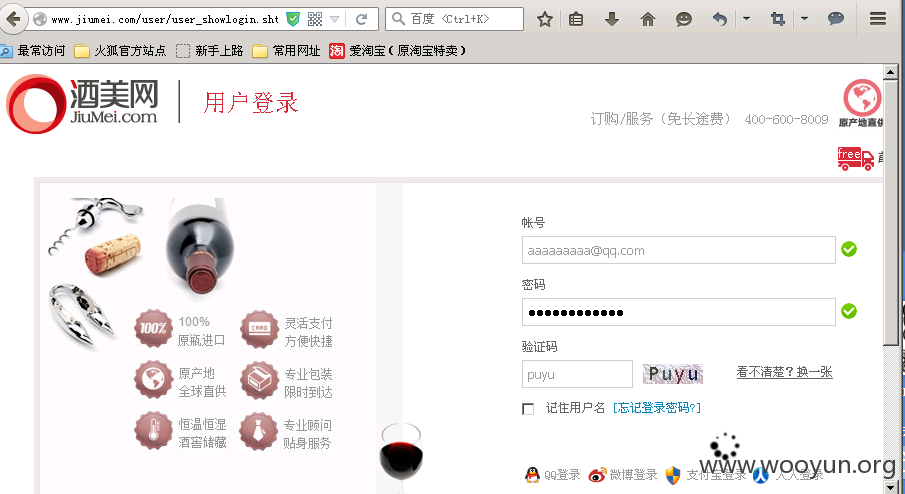 www.jiumei.com/user/user_showlogin.sht
百度 <Ctrl+K>
最常访问 火狐官方站点 新手上路 常用网址 淘 爱淘宝（原淘宝特卖）
酒美网
JiuMei.com
用户登录
订购/服务（免长途费） 400-600-8009
原产地直供
free
帐号
aaaaaaaaa@qq.com
密码
●●●●●●●●●●●●
验证码
puyu Puyu 看不清楚？换一张
记住用户名 [忘记登录密码?]
100% 100%
原瓶进口
CARD 灵活支付
方便快捷
原产地
全球直供
专业包装
限时到达
恒温恒湿
酒窖储藏
专业顾问
贴身服务
QQ登录 微博登录 支付宝登录 人人登录
www.wooyun.org